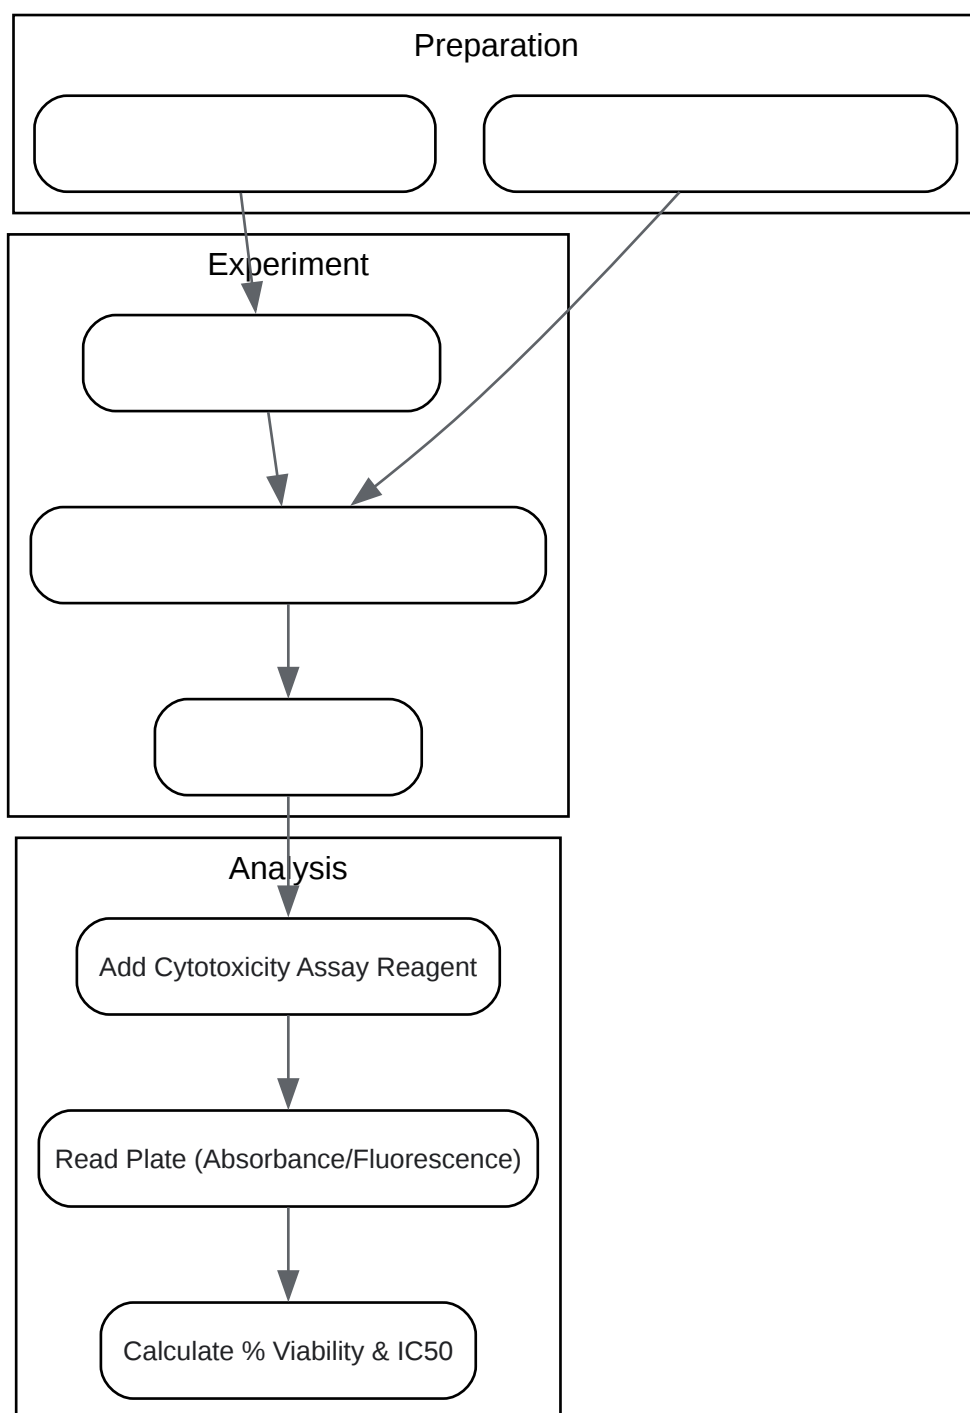 Preparation
Experiment
Analysis
Add Cytotoxicity Assay Reagent
Read Plate (Absorbance/Fluorescence)
Calculate % Viability & IC50